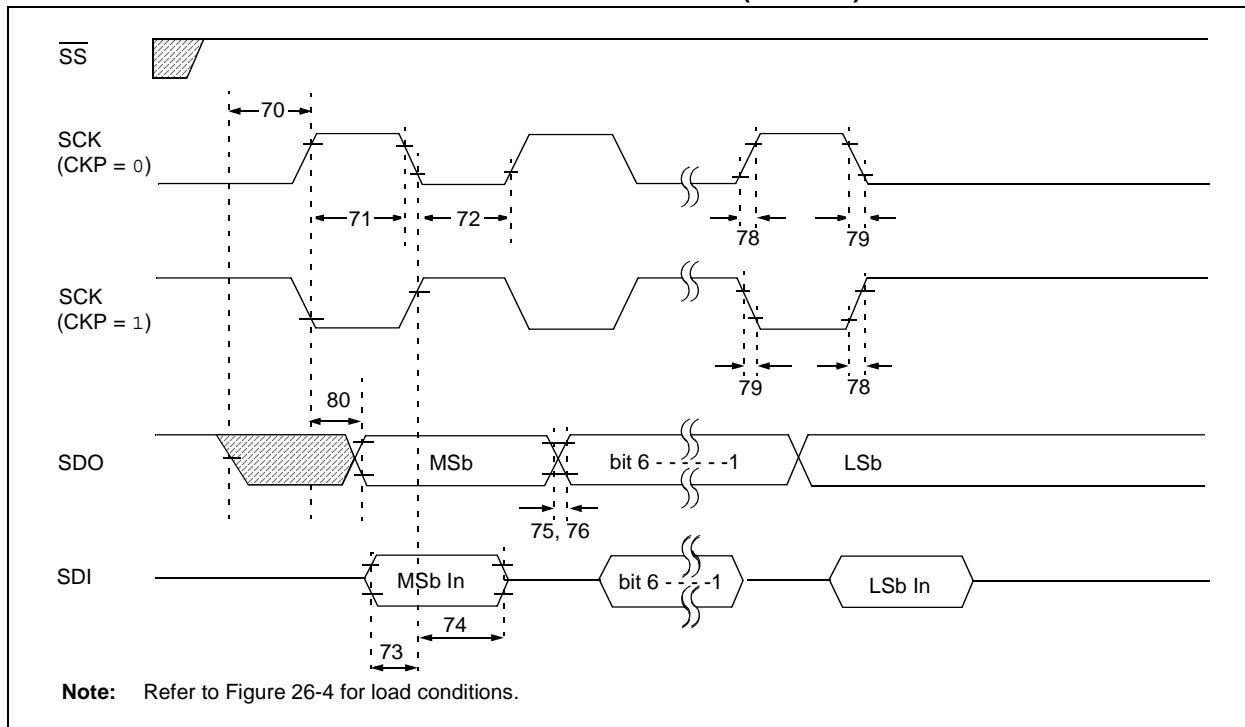 SS
70
SCK
(CKP = 0)
71
72
78
79
SCK
(CKP = 1)
79
78
80
SDO
MSb
bit 6 - - - - - -1
LSb
75, 76
SDI
MSb In
bit 6 - - - -1
LSb In
74
73
Note: Refer to Figure 26-4 for load conditions.